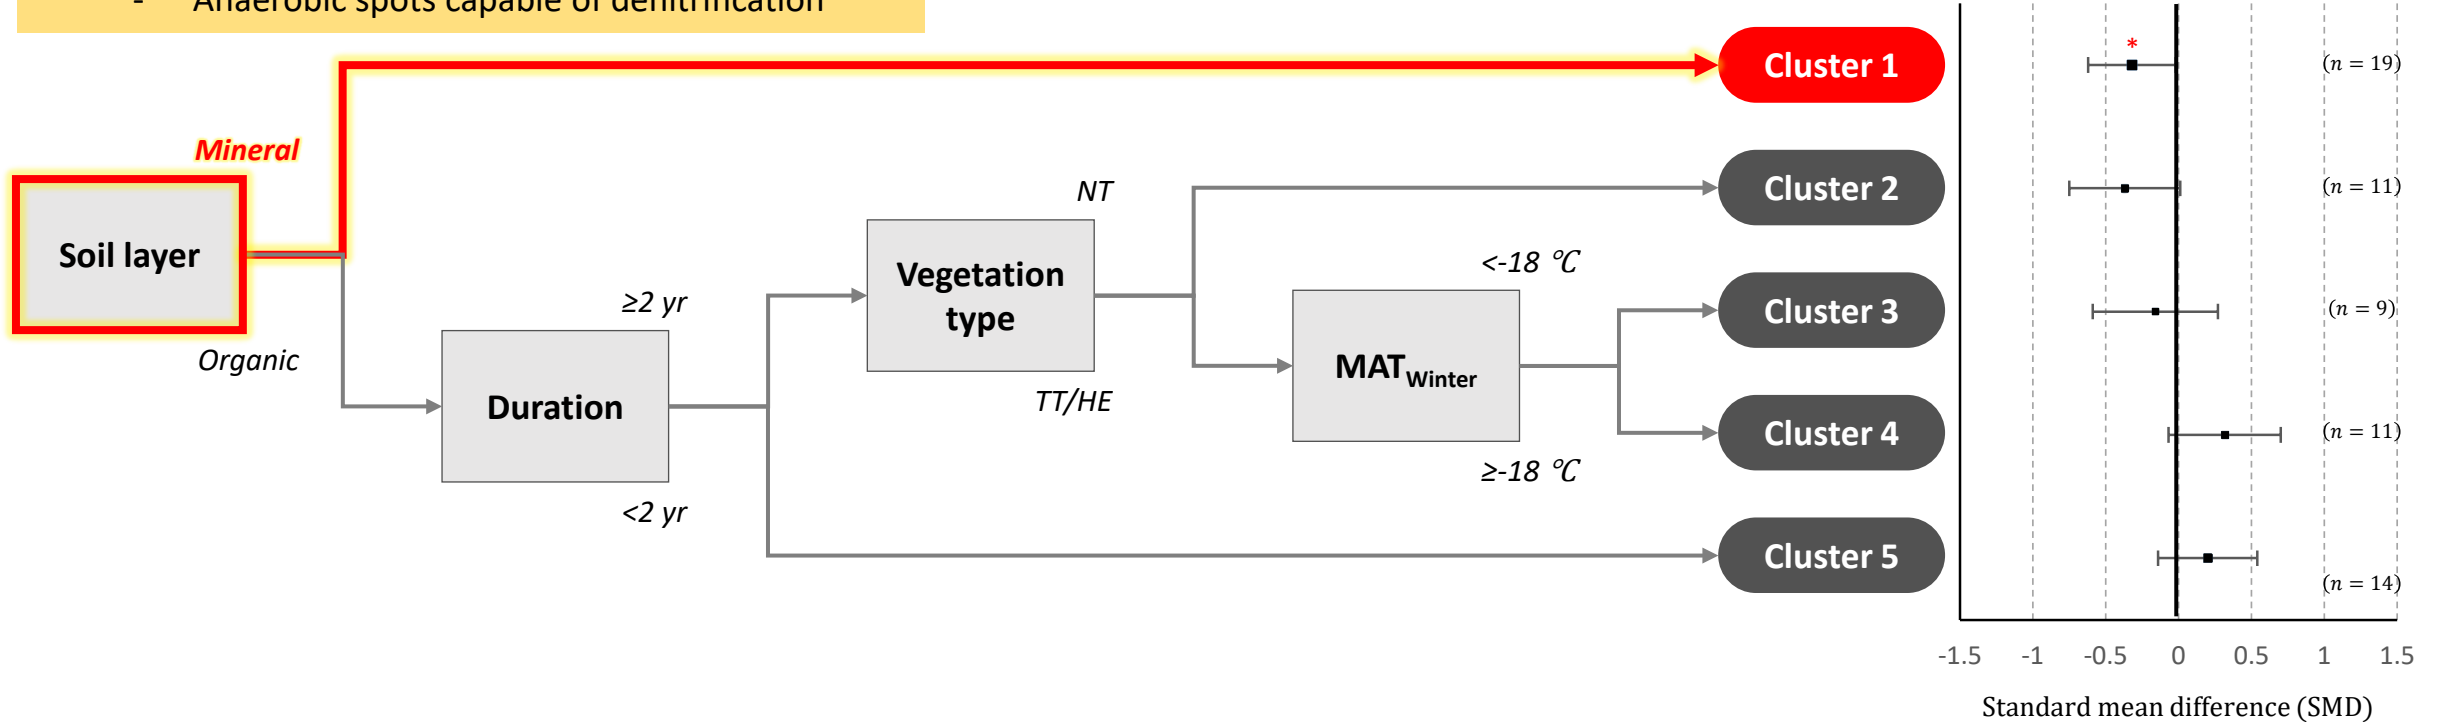 - Anaerobic spots capable of denitrification
Cluster 1
*
(n = 19)
Mineral
NT
Cluster 2
(n = 11)
Soil layer
Vegetation
type
<-18 ℃
≥2 yr
Cluster 3
(n = 9)
Organic
MATWinter
TT/HE
Duration
Cluster 4
(n = 11)
≥-18 ℃
<2 yr
Cluster 5
(n = 14)
-1.5 -1 -0.5 0 0.5 1 1.5
Standard mean difference (SMD)